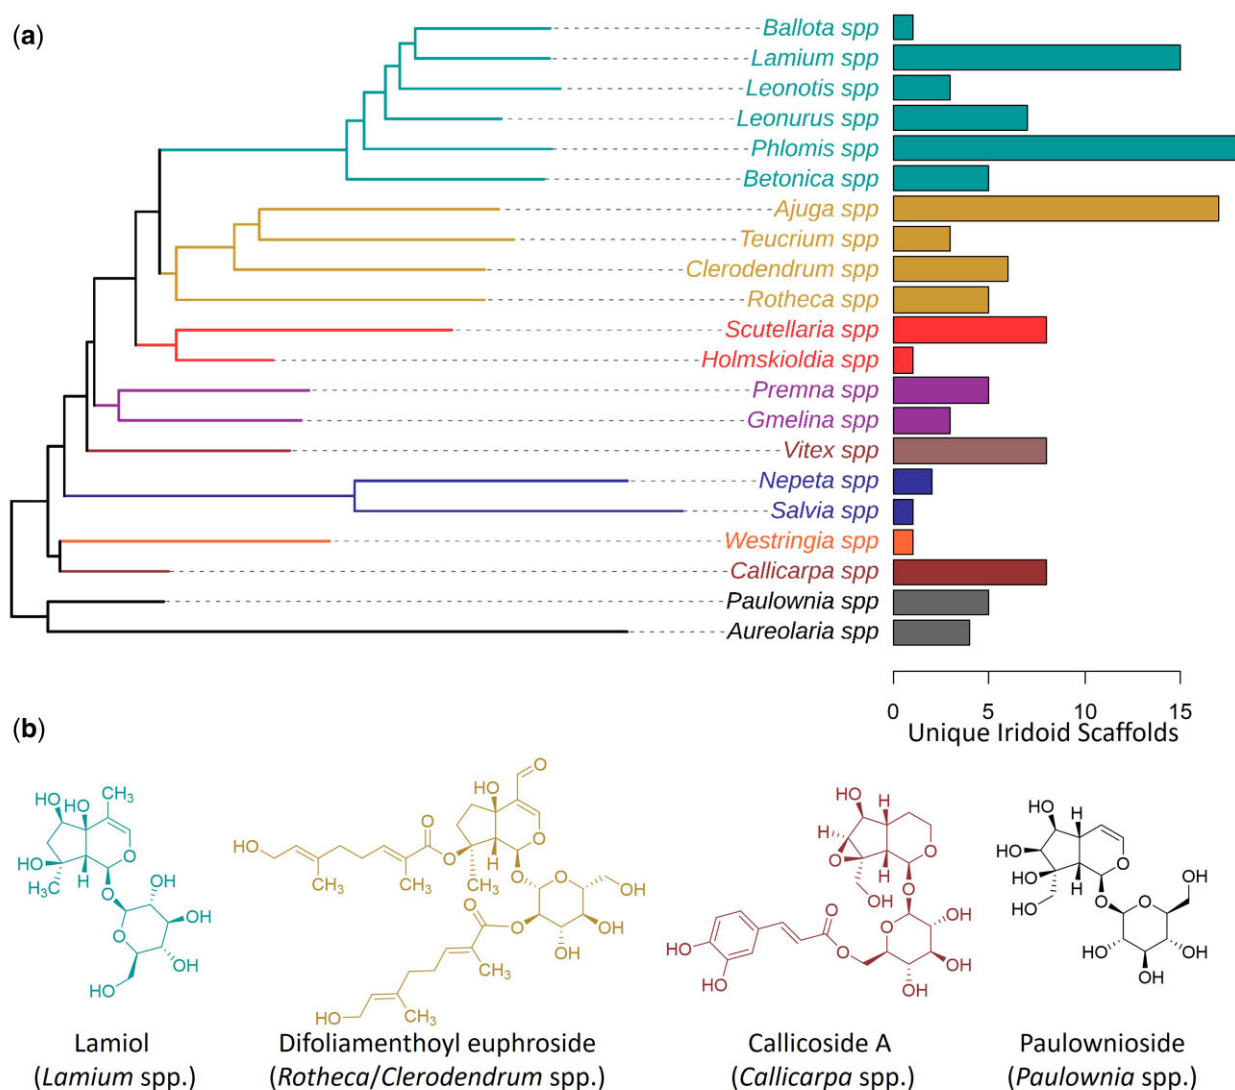 (a)
Ballota spp
Lamium spp
Leonotis spp
Leonurus spp
Phlomis spp
Betonica spp
Ajuga spp
Teucrium spp
Clerodendrum spp
Rotheca spp
Scutellaria spp
Holmskioldia spp
Premna spp
Gmelina spp
Vitex spp
Nepeta spp
Salvia spp
Westringia spp
Callicarpa spp
Paulownia spp
Aureolaria spp
0 5 10 15
Unique Iridoid Scaffolds
(b)
HO HO CH₃
HO H O
H₃C
O OH
O OH
OH
HO
HO O
HO O O
CH₃ CH₃ O H
CH₃ O
O O OH
O OH
OH
CH₃
HO CH₃
HO H
H O
O H
HO O
O O OH
HO O OH
HO OH
HO H
HO O
HO H
HO O OH
O
HO OH
OH
Lamiol
(Lamium spp.)
Difoliamenthoyl euphroside
(Rotheca/Clerodendrum spp.)
Callicoside A
(Callicarpa spp.)
Paulownioside
(Paulownia spp.)